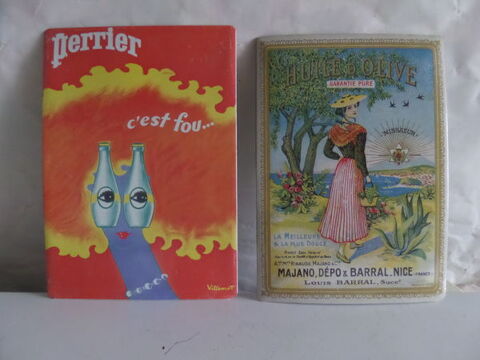 Perrier
c'est fou...
Villemot
HUILE D'OLIVE
GARANTIE PURE
LA MEILLEURE
& LA PLUS DOUCE
MAJANO, DÉPO & BARRAL. NICE
(FRANCE)
LOUIS BARRAL, Succr